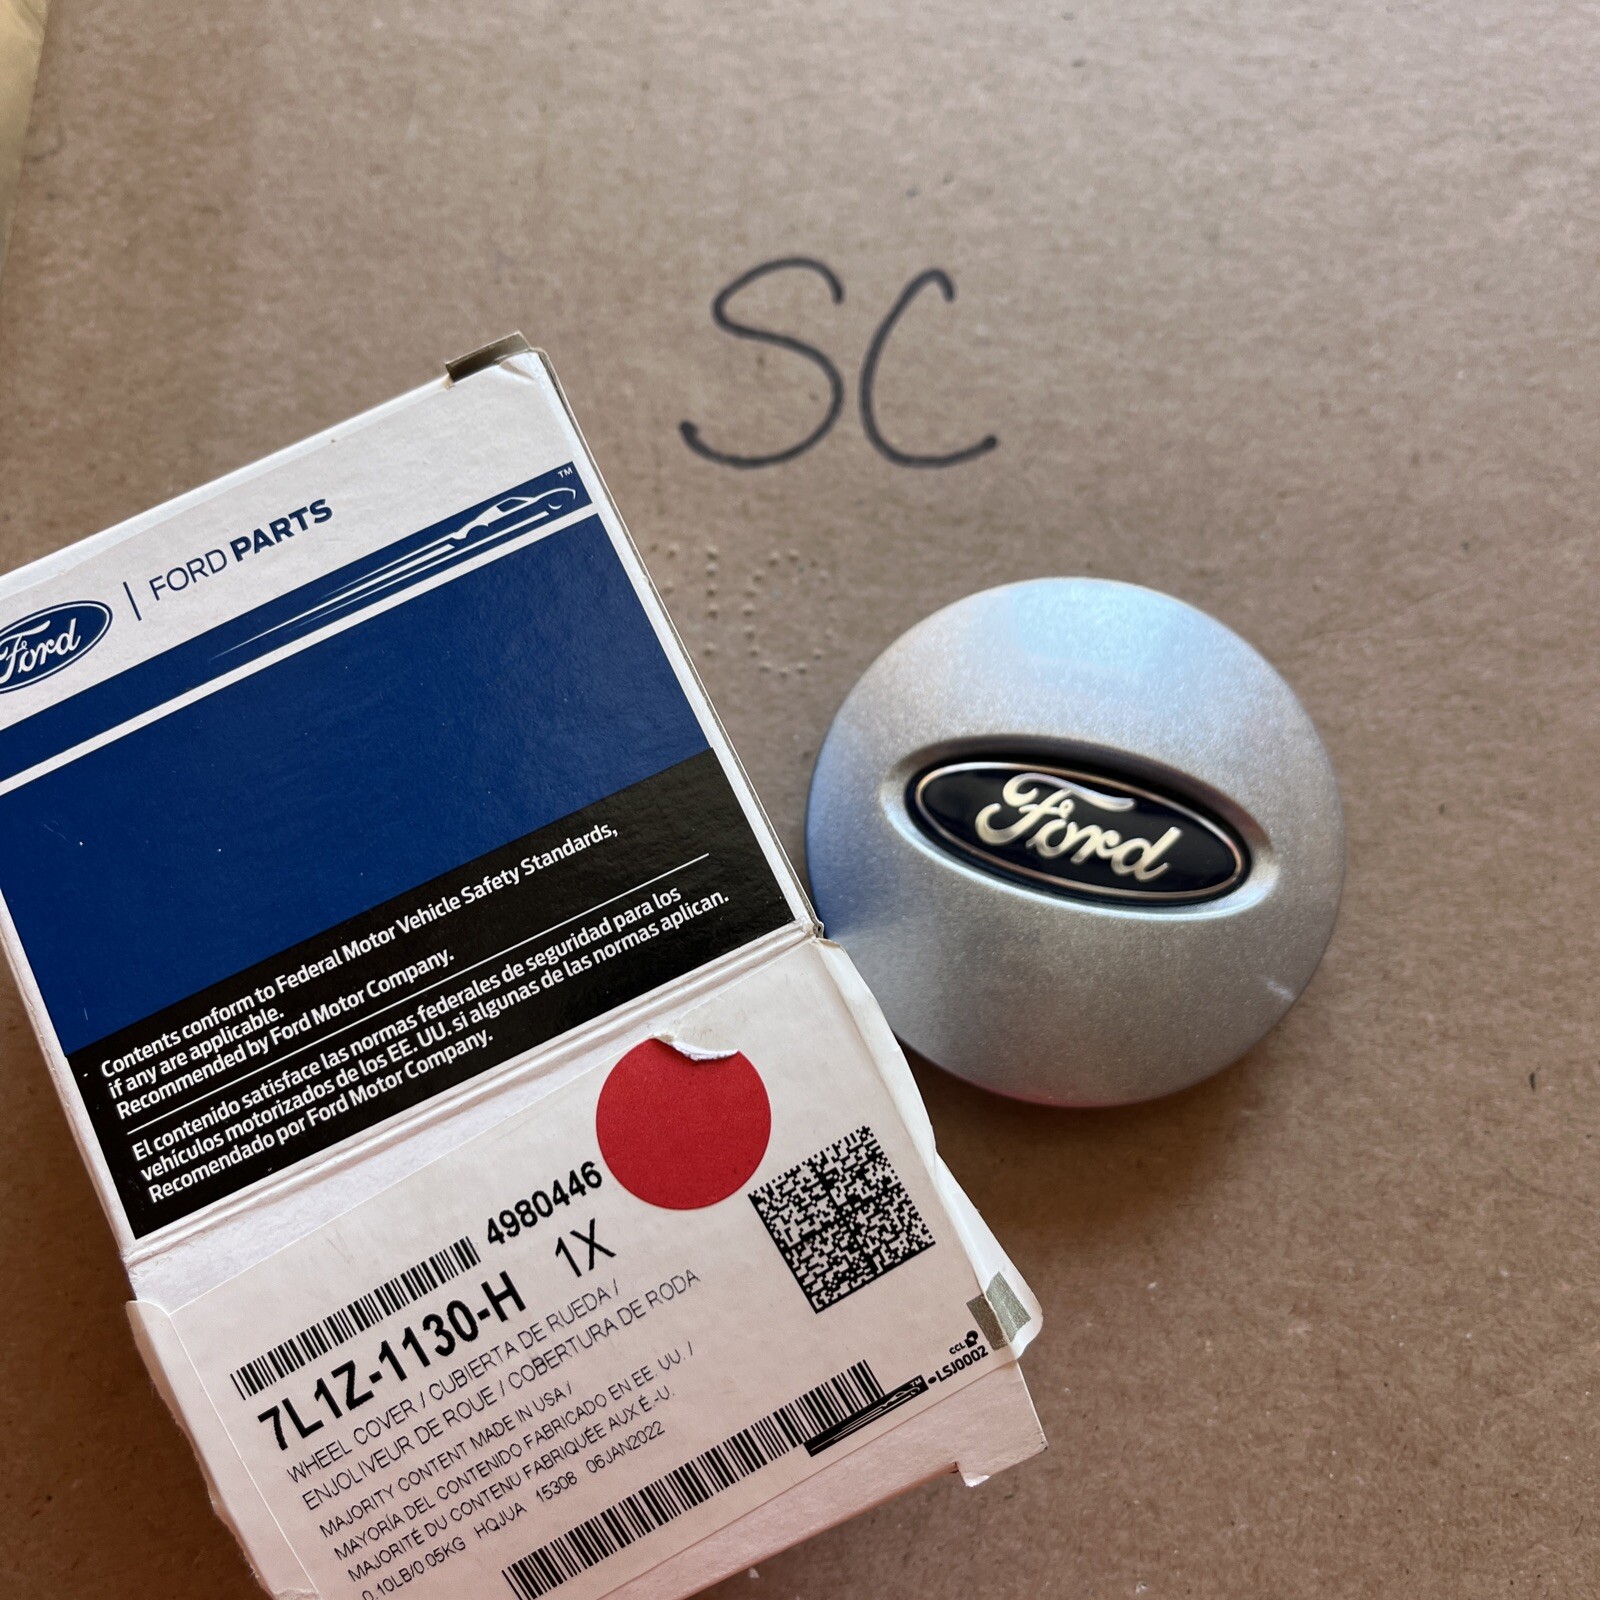 SC
Ford | FORD PARTS
TM
Contents conform to Federal Motor Vehicle Safety Standards,
if any are applicable.
Recommended by Ford Motor Company.
El contenido satisface las normas federales de seguridad para los
vehículos motorizados de los EE. UU. si algunas de las normas aplican.
Recomendado por Ford Motor Company.
Ford
4980446
7L1Z-1130-H 1X
WHEEL COVER / CUBIERTA DE RUEDA /
ENJOLIVEUR DE ROUE / COBERTURA DE RODA
MAJORITY CONTENT MADE IN USA /
MAYORÍA DEL CONTENIDO FABRICADO EN EE. UU. /
MAJORITÉ DU CONTENU FABRIQUÉE AUX É.-U.
0.10LB/0.05KG HQJUA 15308 06JAN2022
TM
CCL
LSJ0002